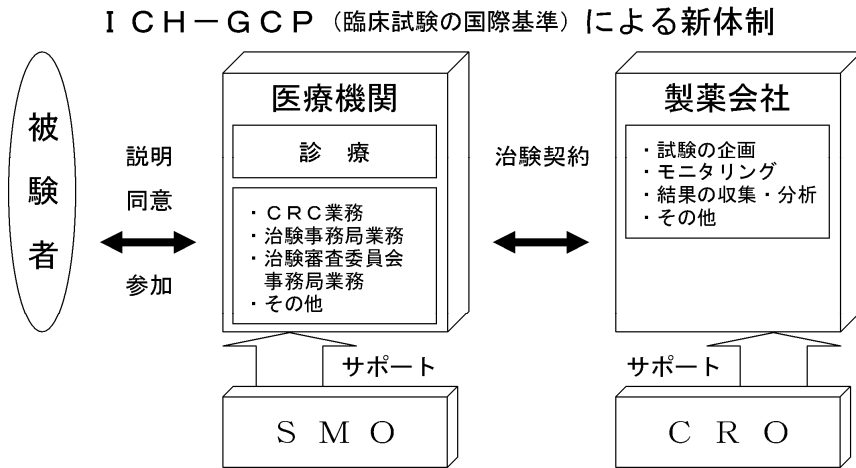 ＩＣＨ－ＧＣＰ（臨床試験の国際基準）による新体制
被験者
説明
同意
参加
医療機関
診　療
・ＣＲＣ業務
・治験事務局業務
・治験審査委員会
事務局業務
・その他
治験契約
製薬会社
・試験の企画
・モニタリング
・結果の収集・分析
・その他
サポート
サポート
ＳＭＯ
ＣＲＯ